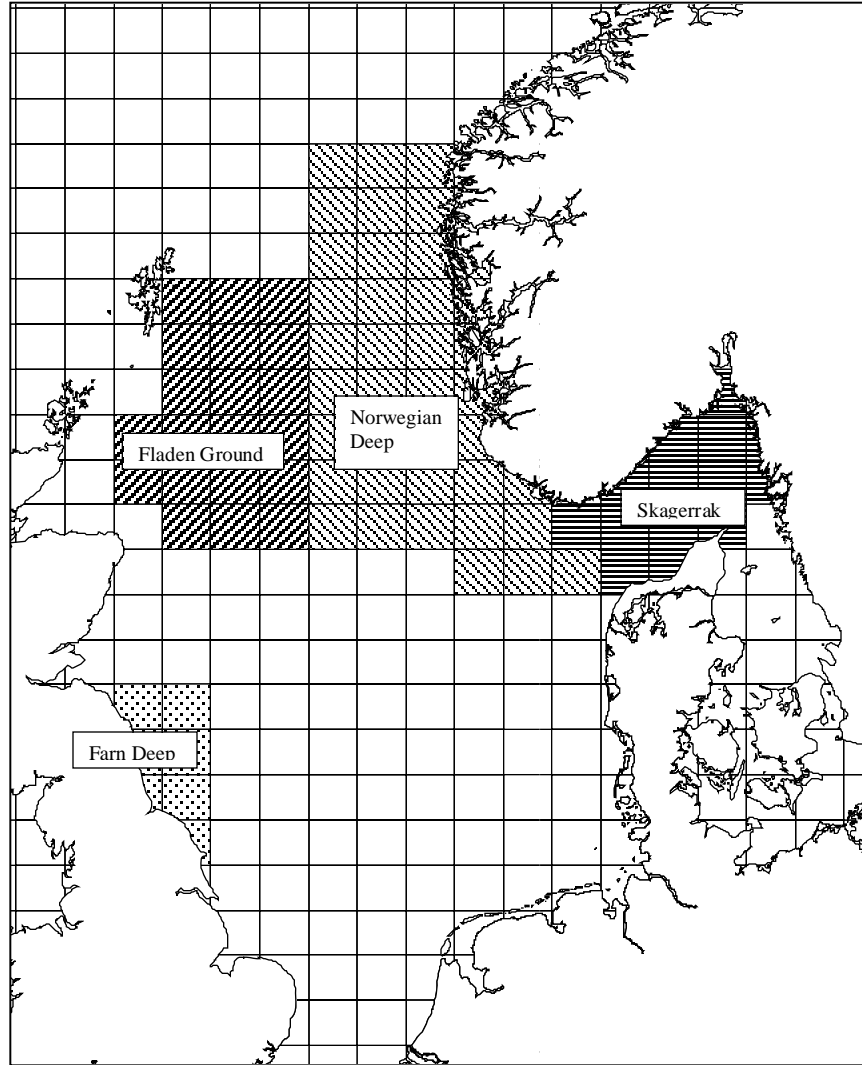 Norwegian
Deep
Fladen Ground
Skagerrak
Farn Deep